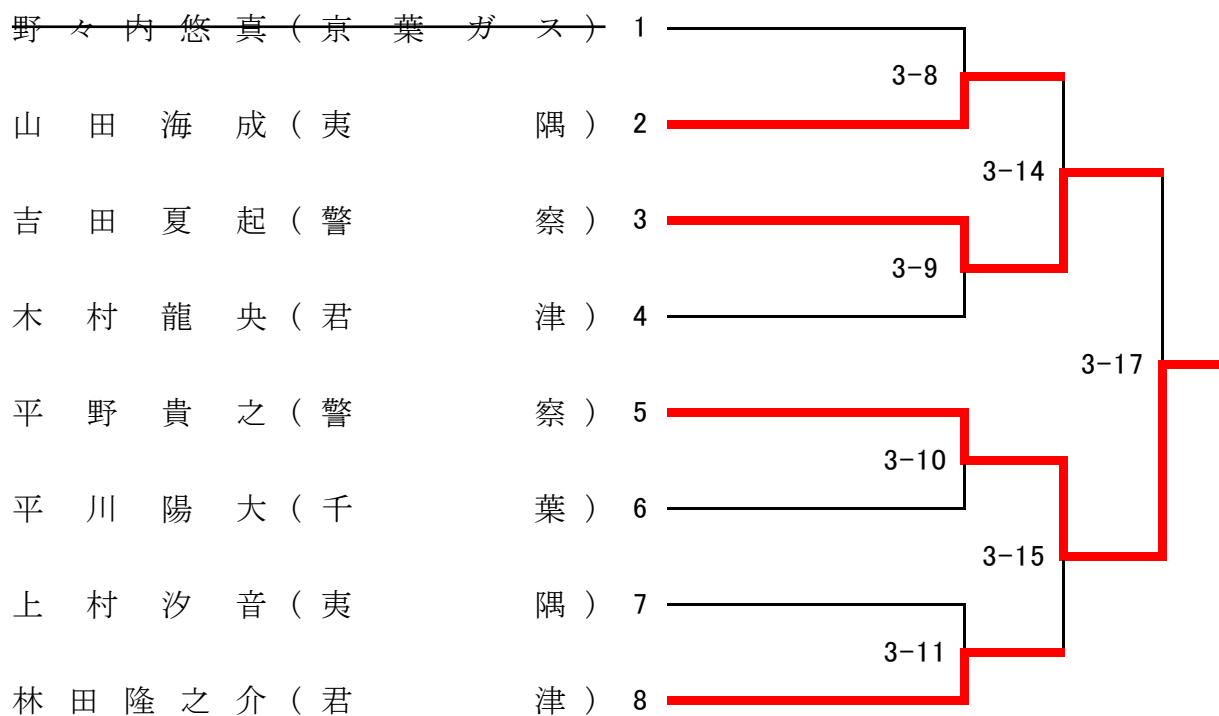 野々内悠真(京葉ガス) 1
3-8
山田海成(夷隅) 2
3-14
吉田夏起(警察) 3
3-9
木村龍央(君津) 4
3-17
平野貴之(警察) 5
3-10
平川陽大(千葉) 6
3-15
上村汐音(夷隅) 7
3-11
林田隆之介(君津) 8